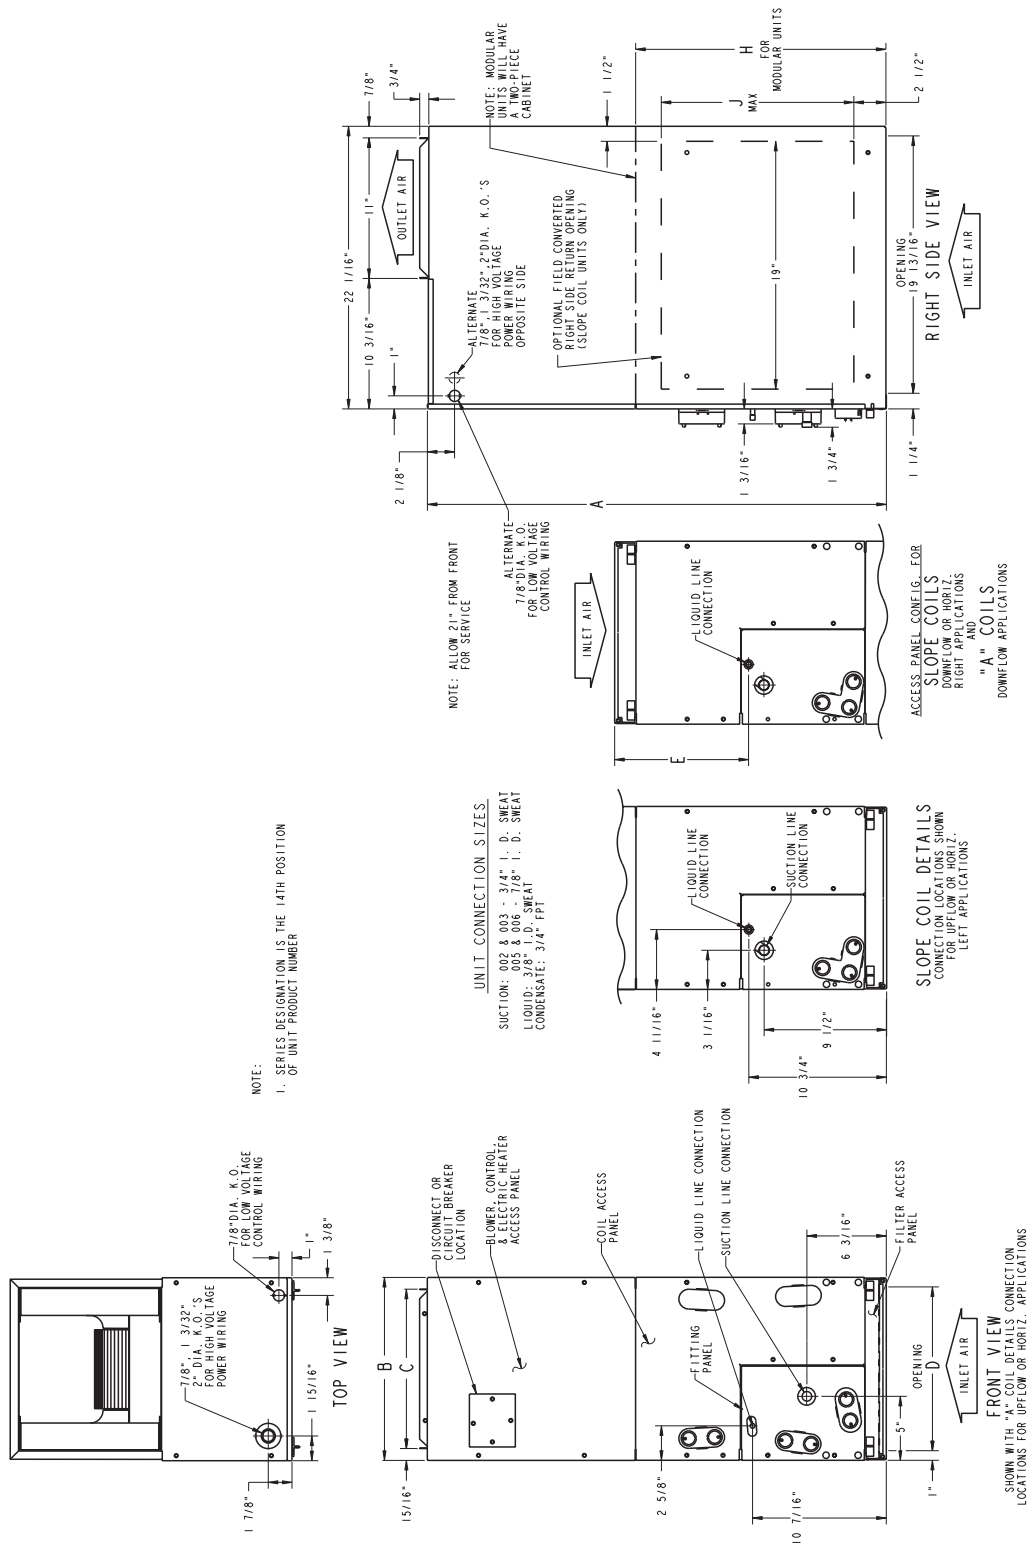 7/8", 1 3/32"
2" DIA. K.O.'S
FOR HIGH VOLTAGE
POWER WIRING
7/8"DIA. K.O.
FOR LOW VOLTAGE
CONTROL WIRING
1 7/8"
1 15/16"
1 3/8"
1"
TOP VIEW
NOTE:
1. SERIES DESIGNATION IS THE 14TH POSITION
OF UNIT PRODUCT NUMBER
B
C
15/16"
DISCONNECT OR
CIRCUIT BREAKER
LOCATION
BLOWER, CONTROL,
& ELECTRIC HEATER
ACCESS PANEL
COIL ACCESS
PANEL
FITTING
PANEL
LIQUID LINE CONNECTION
SUCTION LINE CONNECTION
FILTER ACCESS
PANEL
2 5/8"
10 7/16"
6 3/16"
5"
1"
OPENING
D
INLET AIR
FRONT VIEW
SHOWN WITH "A" COIL DETAILS CONNECTION
LOCATIONS FOR UPFLOW OR HORIZ. APPLICATIONS
UNIT CONNECTION SIZES
SUCTION: 002 & 003 - 3/4" I. D. SWEAT
005 & 006 - 7/8" I. D. SWEAT
LIQUID: 3/8" I.D. SWEAT
CONDENSATE: 3/4" FPT
4 11/16"
3 1/16"
9 1/2"
10 3/4"
LIQUID LINE
CONNECTION
SUCTION LINE
CONNECTION
SLOPE COIL DETAILS
CONNECTION LOCATIONS SHOWN
FOR UPFLOW OR HORIZ.
LEFT APPLICATIONS
NOTE: ALLOW 21" FROM FRONT
FOR SERVICE
INLET AIR
E
LIQUID LINE
CONNECTION
ACCESS PANEL CONFIG. FOR
SLOPE COILS
DOWNFLOW OR HORIZ.
RIGHT APPLICATIONS
AND
"A" COILS
DOWNFLOW APPLICATIONS
22 1/16"
10 3/16"
11"
7/8"
3/4"
1"
2 1/8"
OUTLET AIR
ALTERNATE
7/8",1 3/32",2"DIA. K.O.'S
FOR HIGH VOLTAGE
POWER WIRING
OPPOSITE SIDE
ALTERNATE
7/8"DIA. K.O.
FOR LOW VOLTAGE
CONTROL WIRING
NOTE: MODULAR
UNITS WILL HAVE
A TWO-PIECE
CABINET
A
1 1/2"
OPTIONAL FIELD CONVERTED
RIGHT SIDE RETURN OPENING
(SLOPE COIL UNITS ONLY)
19"
H
FOR
MODULAR UNITS
J
MAX
2 1/2"
1 3/16"
1 3/4"
1 1/4"
OPENING
19 13/16"
RIGHT SIDE VIEW
INLET AIR